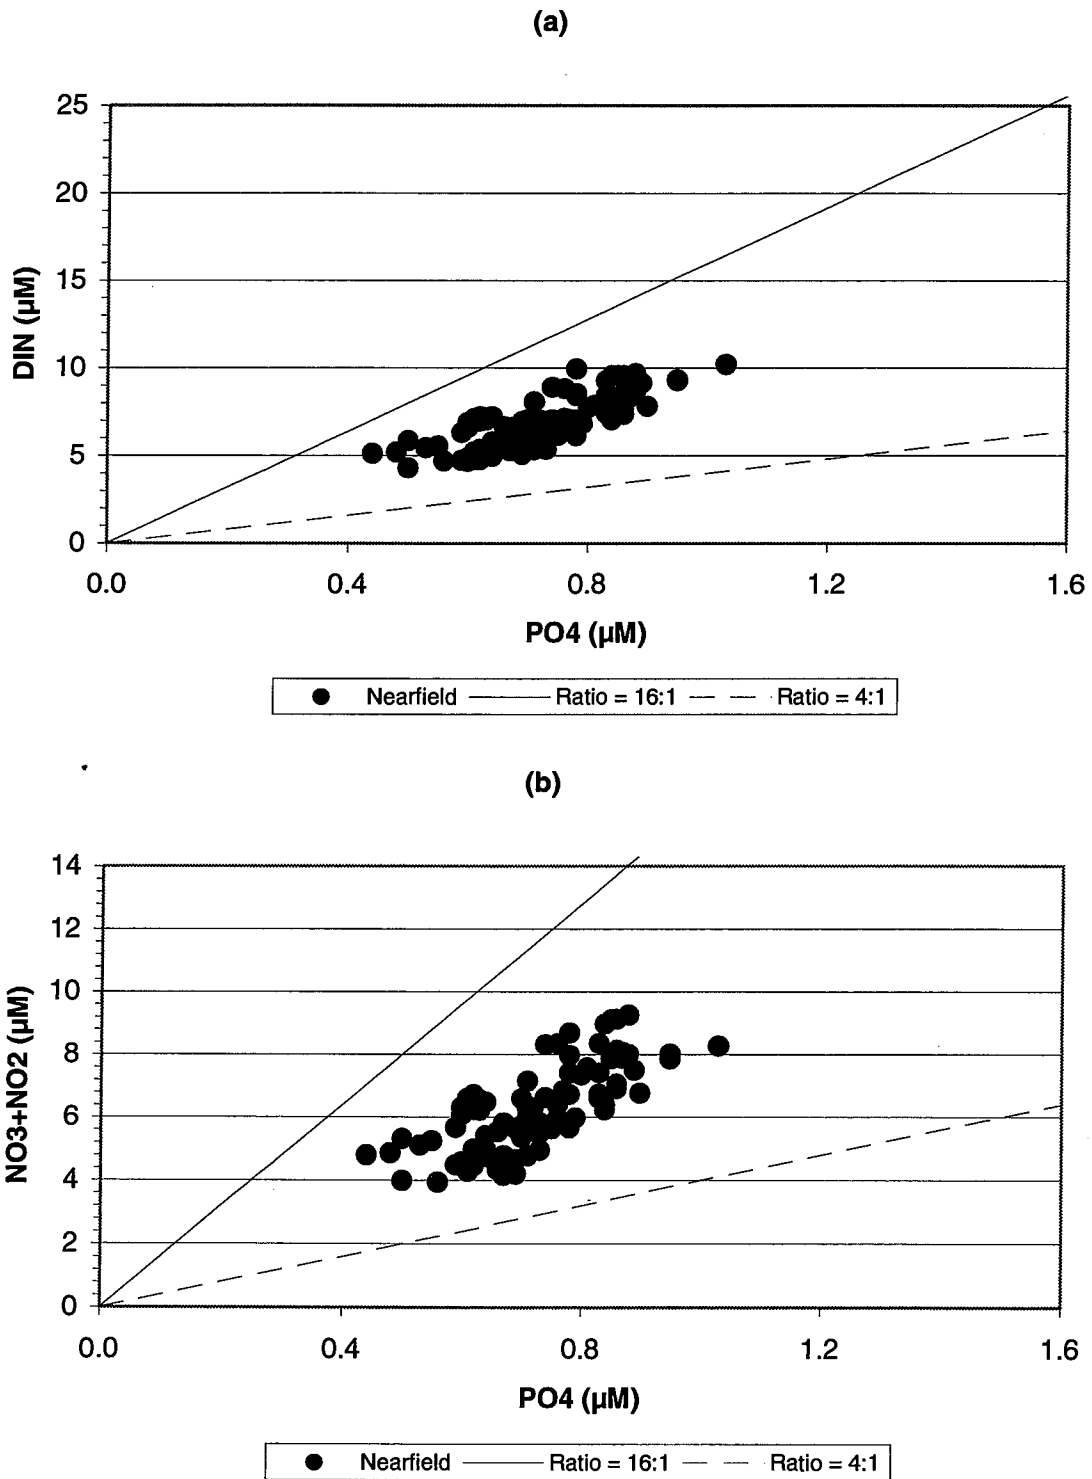 (a)
25
20
15
10
5
0
DIN (µM)
0.0 0.4 0.8 1.2 1.6
PO4 (µM)
Nearfield Ratio = 16:1 Ratio = 4:1
(b)
14
12
10
8
6
4
2
0
NO3+NO2 (µM)
0.0 0.4 0.8 1.2 1.6
PO4 (µM)
Nearfield Ratio = 16:1 Ratio = 4:1